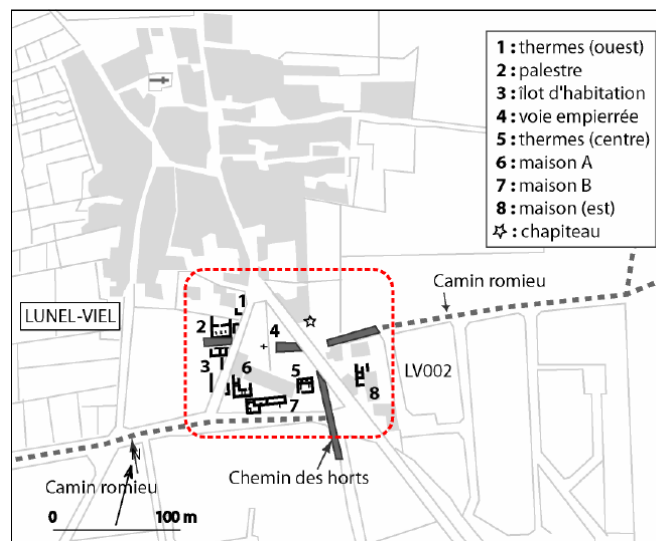 1 : thermes (ouest)
2 : palestre
3 : îlot d'habitation
4 : voie empierrée
5 : thermes (centre)
6 : maison A
7 : maison B
8 : maison (est)
☆ : chapiteau
Camin romieu
LUNEL-VIEL
1
2
4
3
6
5
LV002
8
7
N
Chemin des horts
Camin romieu
0 100 m